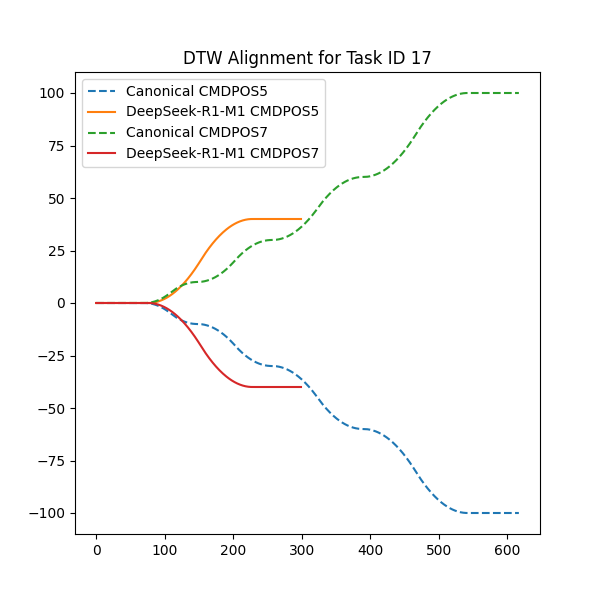 DTW Alignment for Task ID 17
Canonical CMDPOS5
DeepSeek-R1-M1 CMDPOS5
Canonical CMDPOS7
DeepSeek-R1-M1 CMDPOS7
100
75
50
25
0
−25
−50
−75
−100
0 100 200 300 400 500 600